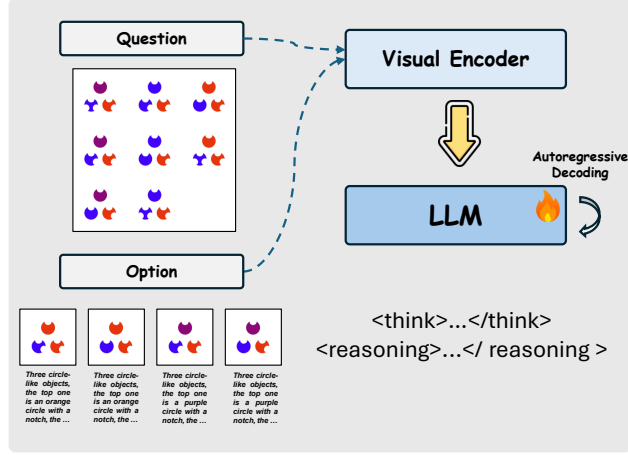 Question
Visual Encoder
Autoregressive
Decoding
LLM
Option
<think>...</think>
<reasoning>...</ reasoning >
Three circle-
like objects,
the top one
is an orange
circle with a
notch, the ...
Three circle-
like objects,
the top one
is an orange
circle with a
notch, the ...
Three circle-
like objects,
the top one
is a purple
circle with a
notch, the ...
Three circle-
like objects,
the top one
is a purple
circle with a
notch, the ...